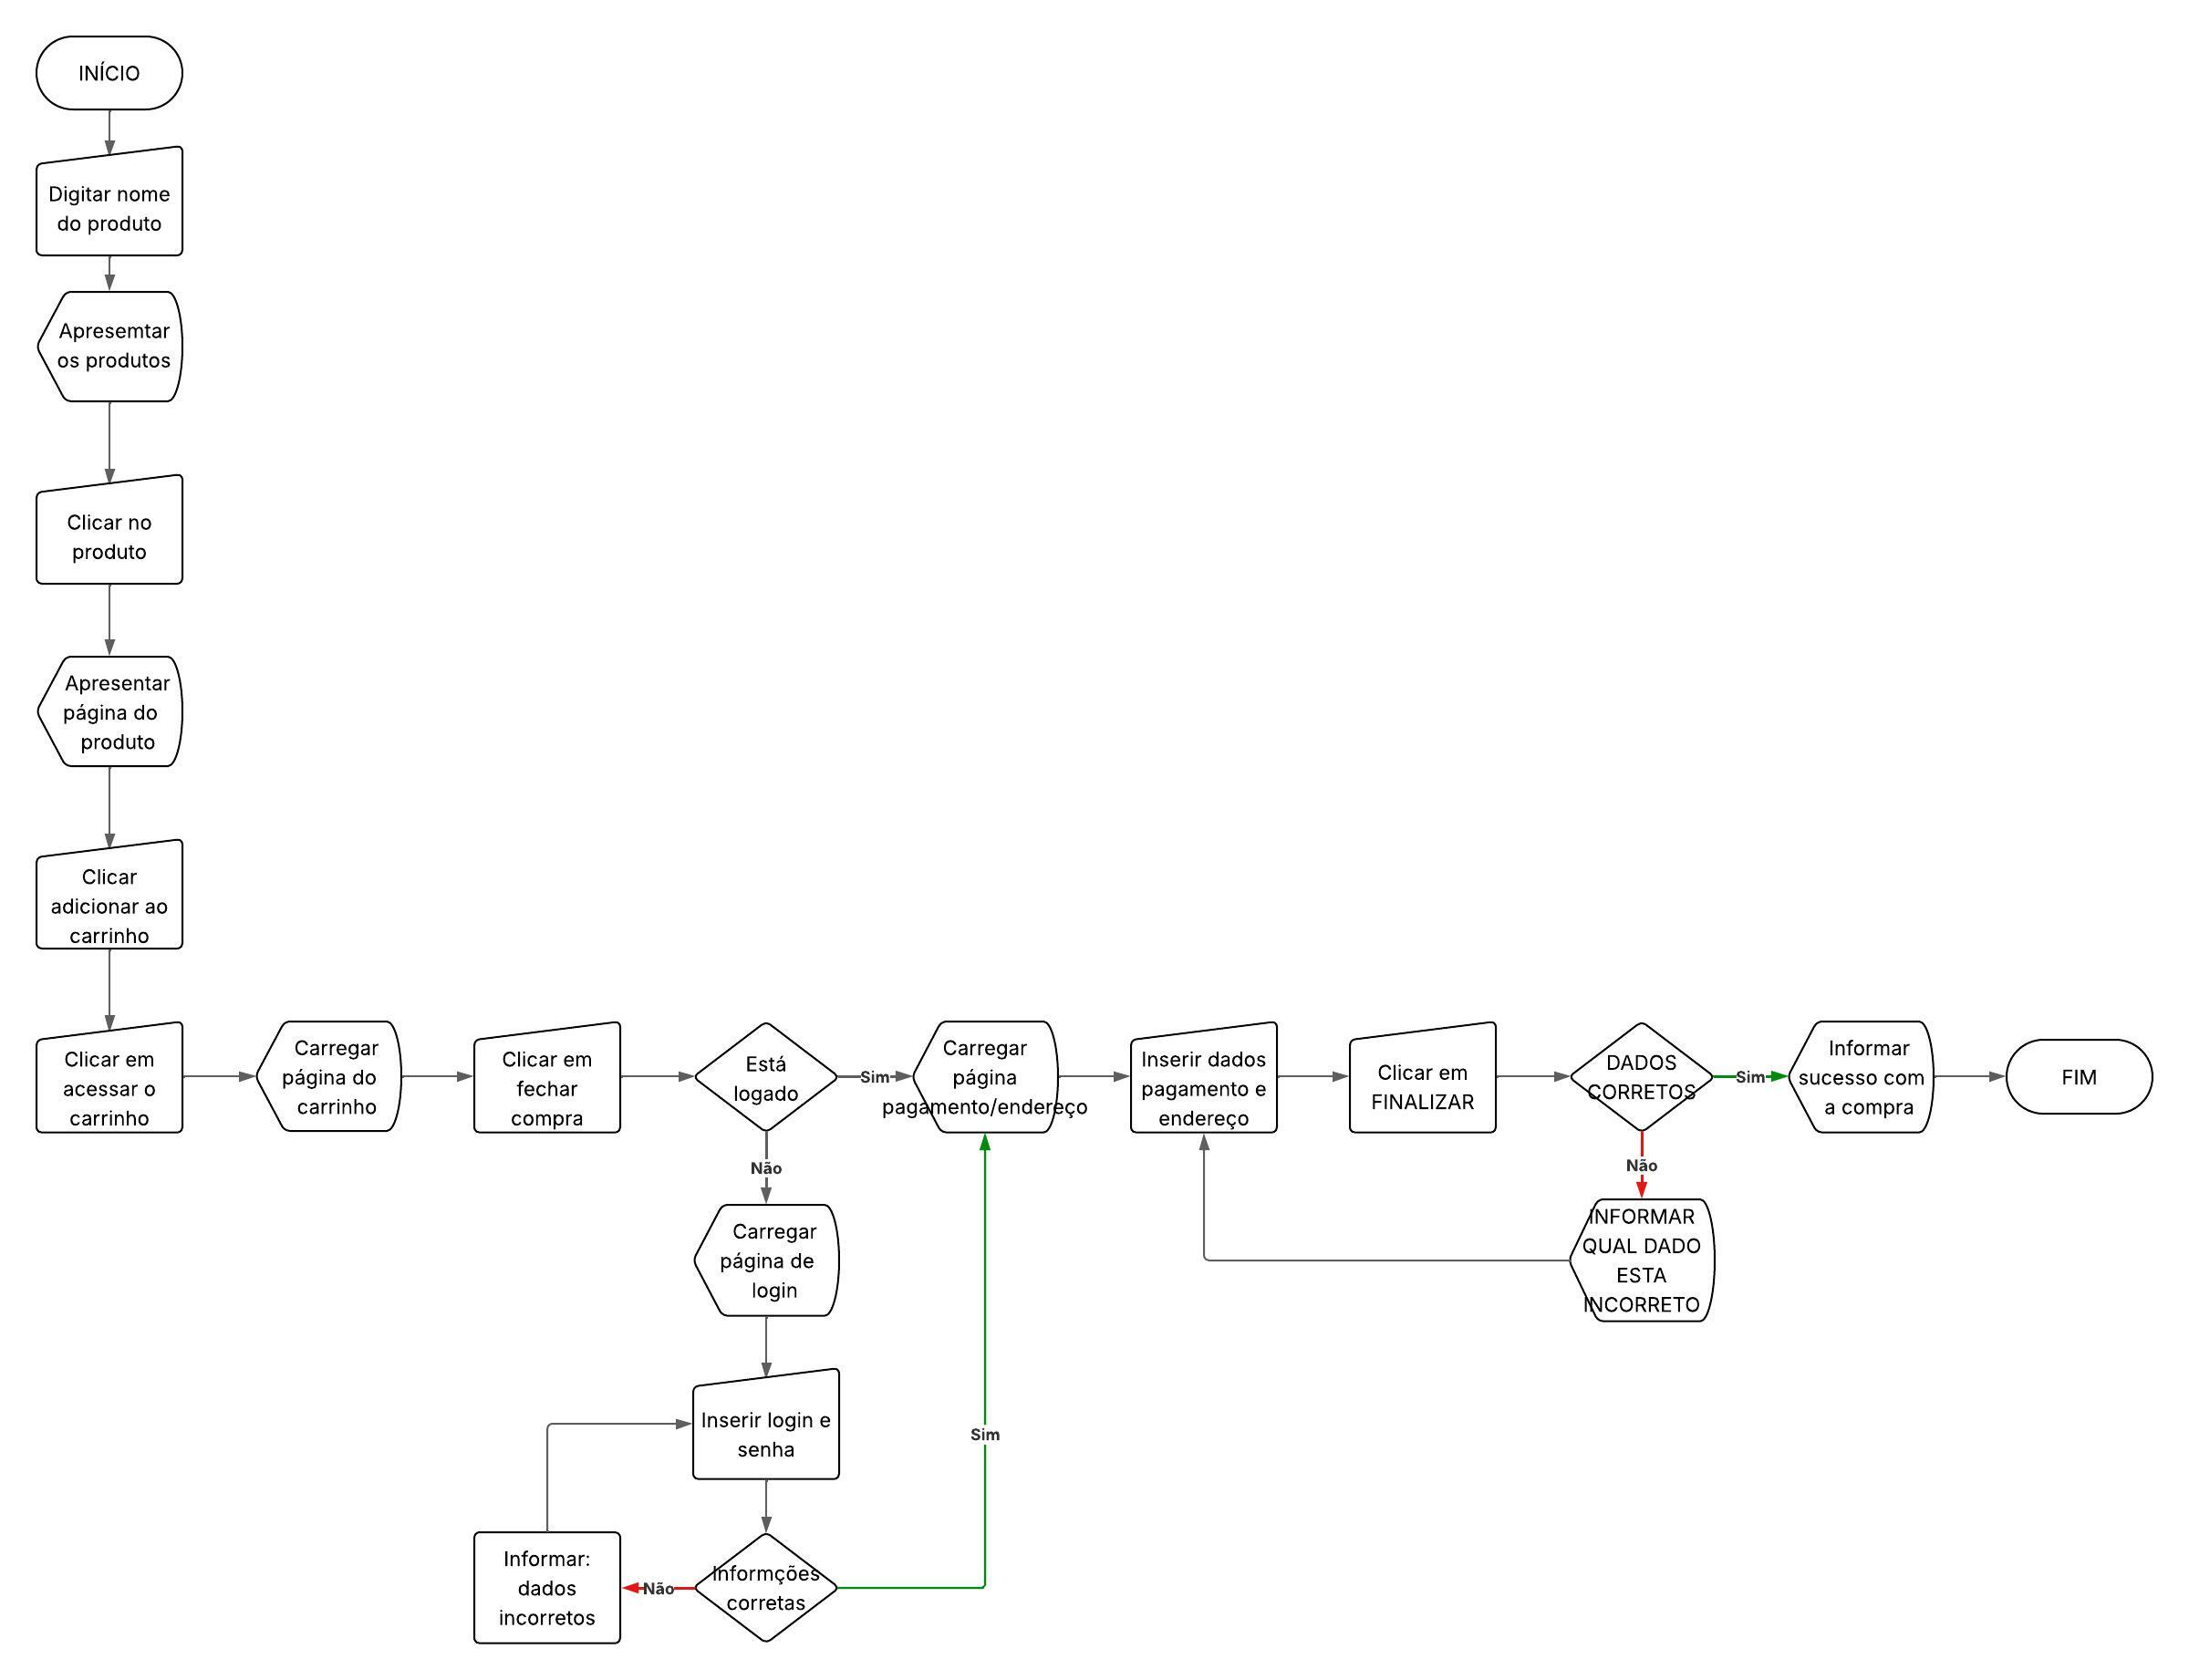 INÍCIO
Digitar nome
do produto
Apresemtar
os produtos
Clicar no
produto
Apresentar
página do
produto
Clicar
adicionar ao
carrinho
Clicar em
acessar o
carrinho
Carregar
página do
carrinho
Clicar em
fechar
compra
Está
logado
Sim
Carregar
página
pagamento/endereço
Inserir dados
pagamento e
endereço
Clicar em
FINALIZAR
DADOS
CORRETOS
Sim
Informar
sucesso com
a compra
FIM
Não
INFORMAR
QUAL DADO
ESTA
INCORRETO
Não
Carregar
página de
login
Inserir login e
senha
Informções
corretas
Sim
Não
Informar:
dados
incorretos